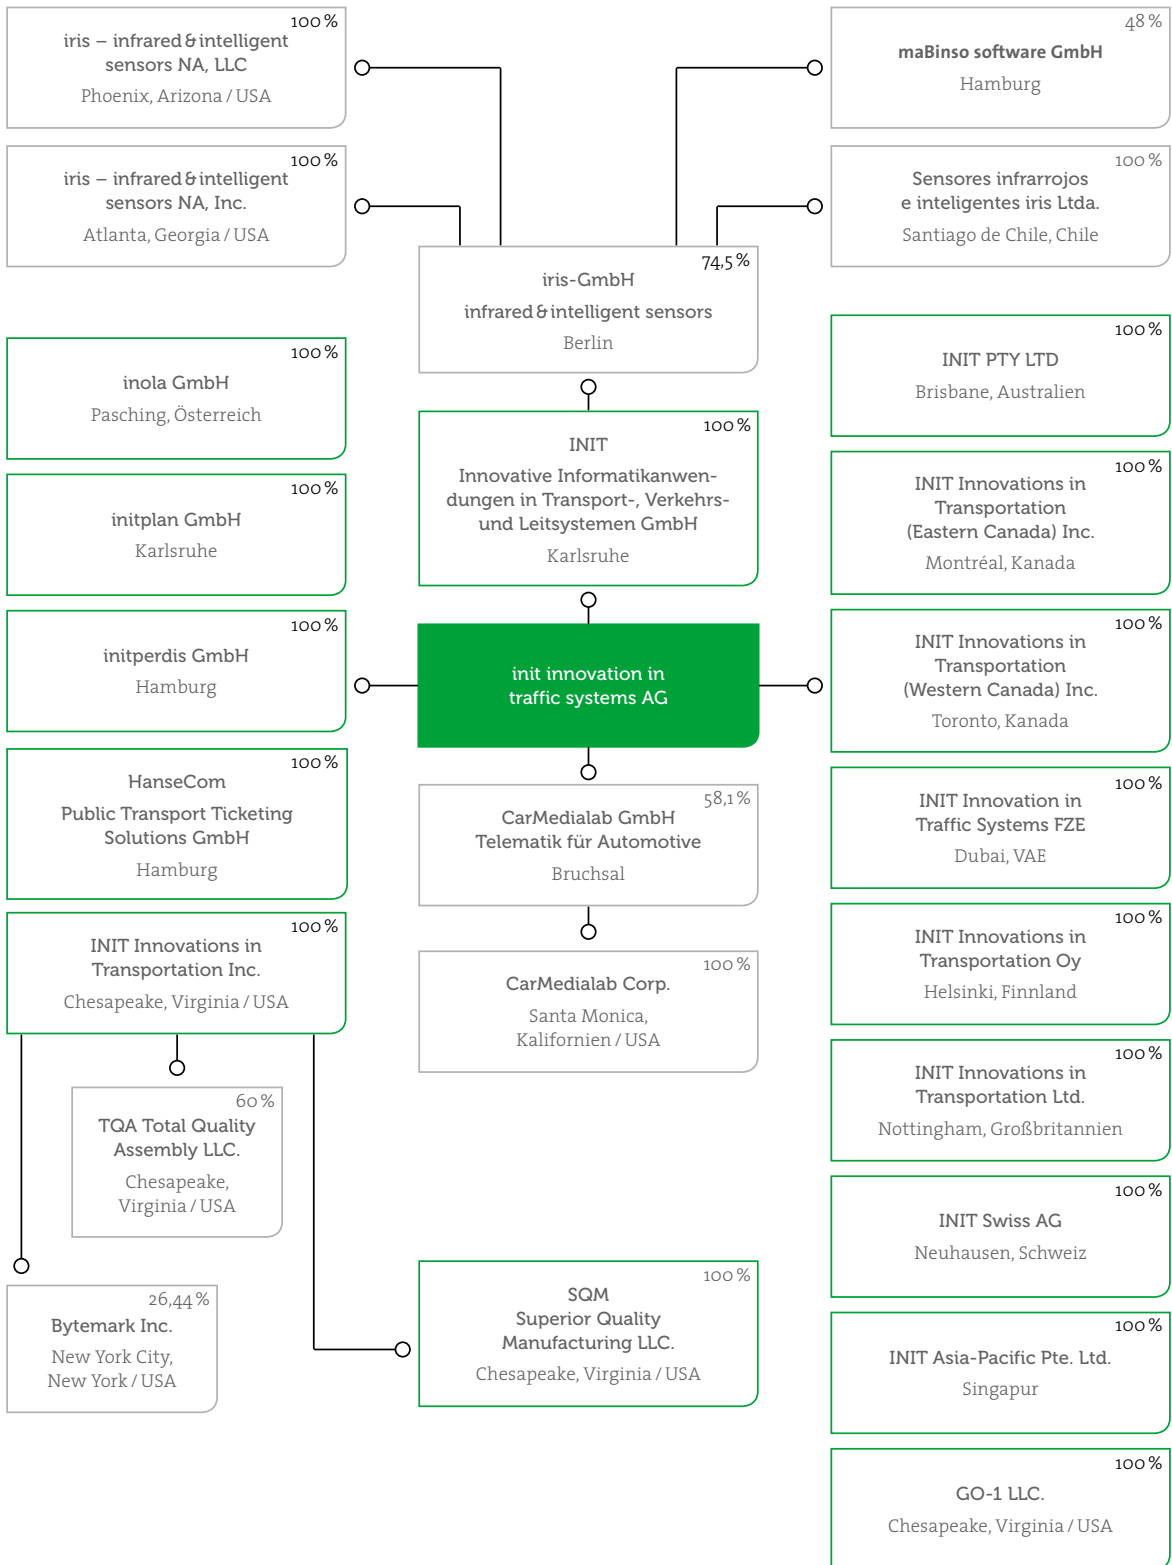 100 %
iris – infrared & intelligent
sensors NA, LLC
Phoenix, Arizona / USA
48 %
maBinso software GmbH
Hamburg
100 %
iris – infrared & intelligent
sensors NA, Inc.
Atlanta, Georgia / USA
100 %
Sensores infrarrojos
e inteligentes iris Ltda.
Santiago de Chile, Chile
74,5 %
iris-GmbH
infrared & intelligent sensors
Berlin
100 %
inola GmbH
Pasching, Österreich
100 %
initplan GmbH
Karlsruhe
100 %
initperdis GmbH
Hamburg
100 %
HanseCom
Public Transport Ticketing
Solutions GmbH
Hamburg
100 %
INIT Innovations in
Transportation Inc.
Chesapeake, Virginia / USA
60 %
TQA Total Quality
Assembly LLC.
Chesapeake,
Virginia / USA
26,44 %
Bytemark Inc.
New York City,
New York / USA
100 %
INIT
Innovative Informatikanwen-
dungen in Transport-, Verkehrs-
und Leitsystemen GmbH
Karlsruhe
init innovation in
traffic systems AG
58,1 %
CarMedialab GmbH
Telematik für Automotive
Bruchsal
100 %
CarMedialab Corp.
Santa Monica,
Kalifornien / USA
100 %
SQM
Superior Quality
Manufacturing LLC.
Chesapeake, Virginia / USA
100 %
INIT PTY LTD
Brisbane, Australien
100 %
INIT Innovations in
Transportation
(Eastern Canada) Inc.
Montréal, Kanada
100 %
INIT Innovations in
Transportation
(Western Canada) Inc.
Toronto, Kanada
100 %
INIT Innovation in
Traffic Systems FZE
Dubai, VAE
100 %
INIT Innovations in
Transportation Oy
Helsinki, Finnland
100 %
INIT Innovations in
Transportation Ltd.
Nottingham, Großbritannien
100 %
INIT Swiss AG
Neuhausen, Schweiz
100 %
INIT Asia-Pacific Pte. Ltd.
Singapur
100 %
GO-1 LLC.
Chesapeake, Virginia / USA